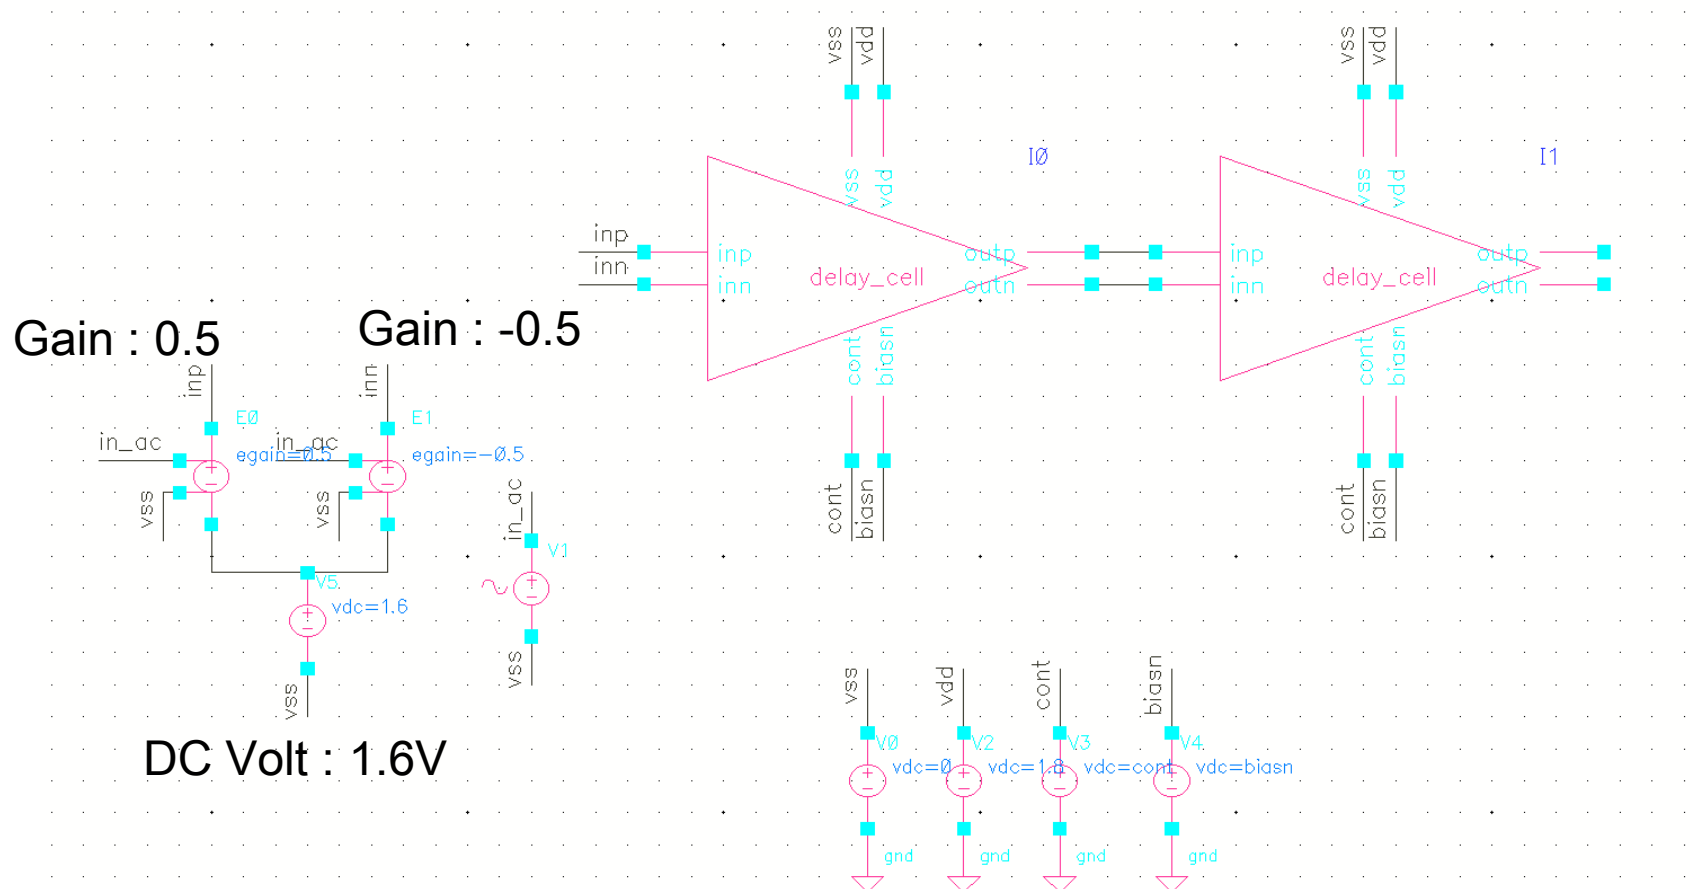 vss
vdd
vss
vdd
I0
I1
vss
vdd
vss
vdd
inp
inn
inp
inn
delay_cell
outp
outn
inp
inn
delay_cell
outp
outn
cont
biasn
cont
biasn
cont
biasn
cont
biasn
Gain : 0.5
Gain : -0.5
inp
inn
E0
E1
in_ac
in_ac
egain=0.5
egain=-0.5
+
−
+
−
vss
vss
in_ac
V1
+
−
V5
vdc=1.6
+
−
vss
vss
DC Volt : 1.6V
vss
vdd
cont
biasn
V0
V2
V3
V4
vdc=0
vdc=1.8
vdc=cont
vdc=biasn
+
−
+
−
+
−
+
−
gnd
gnd
gnd
gnd